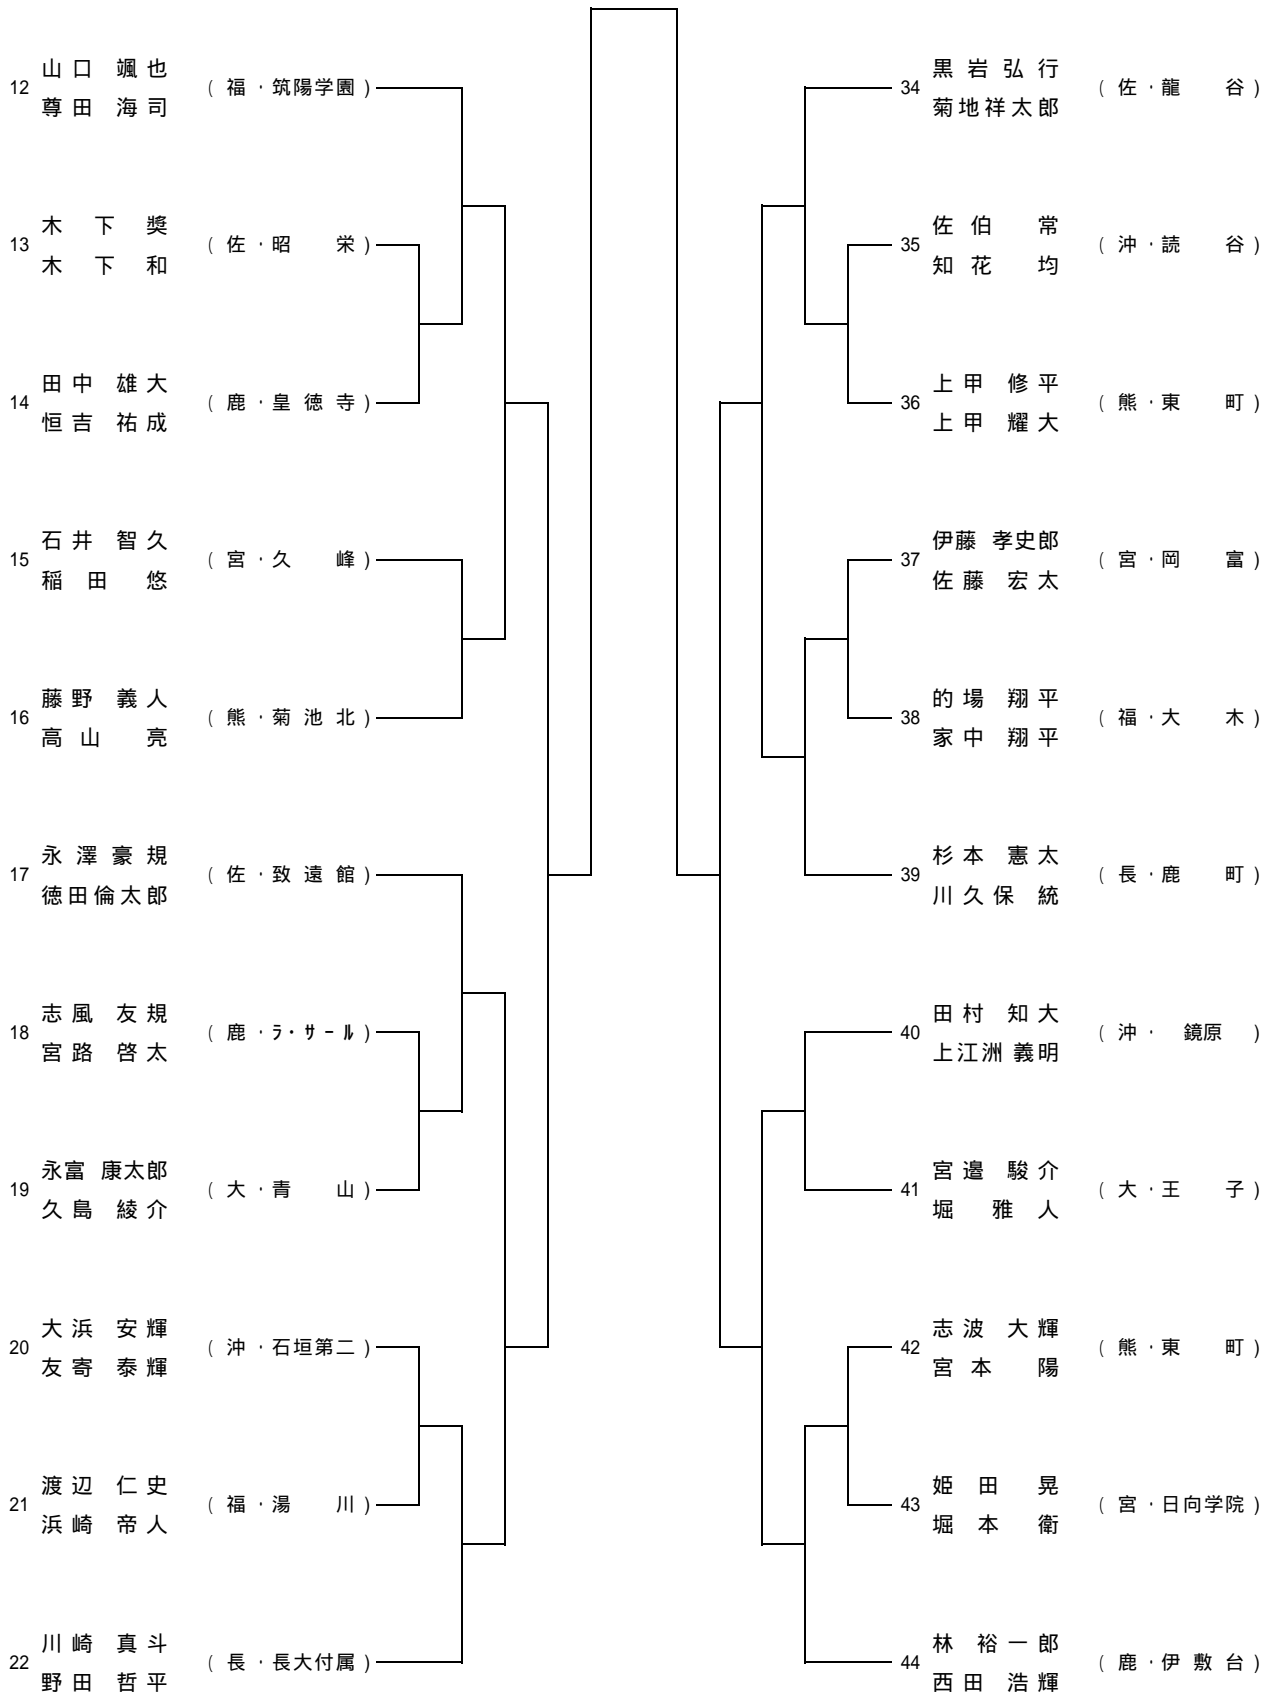 山口 颯也
12 (福・筑陽学園)
尊田 海司
木下 奬
13 (佐・昭栄)
木下 和
田中 雄大
14 (鹿・皇徳寺)
恒吉 祐成
石井 智久
15 (宮・久峰)
稲田 悠
藤野 義人
16 (熊・菊池北)
高山 亮
永澤豪規
17 (佐・致遠館)
徳田倫太郎
志風 友規
18 (鹿・ラ・サール)
宮路 啓太
永富 康太郎
19 (大・青山)
久島 綾介
大浜 安輝
20 (沖・石垣第二)
友寄 泰輝
渡辺 仁史
21 (福・湯川)
浜崎 帝人
川崎 真斗
22 (長・長大付属)
野田 哲平
黒岩弘行
34 (佐・龍谷)
菊地祥太郎
佐伯 常
35 (沖・読谷)
知花 均
上甲 修平
36 (熊・東町)
上甲 耀大
伊藤 孝史郎
37 (宮・岡富)
佐藤 宏太
的場 翔平
38 (福・大木)
家中 翔平
杉本 憲太
39 (長・鹿町)
川久保 統
田村 知大
40 (沖・鏡原)
上江洲 義明
宮邉 駿介
41 (大・王子)
堀 雅人
志波 大輝
42 (熊・東町)
宮本 陽
姫田 晃
43 (宮・日向学院)
堀本 衛
林 裕一郎
44 (鹿・伊敷台)
西田 浩輝